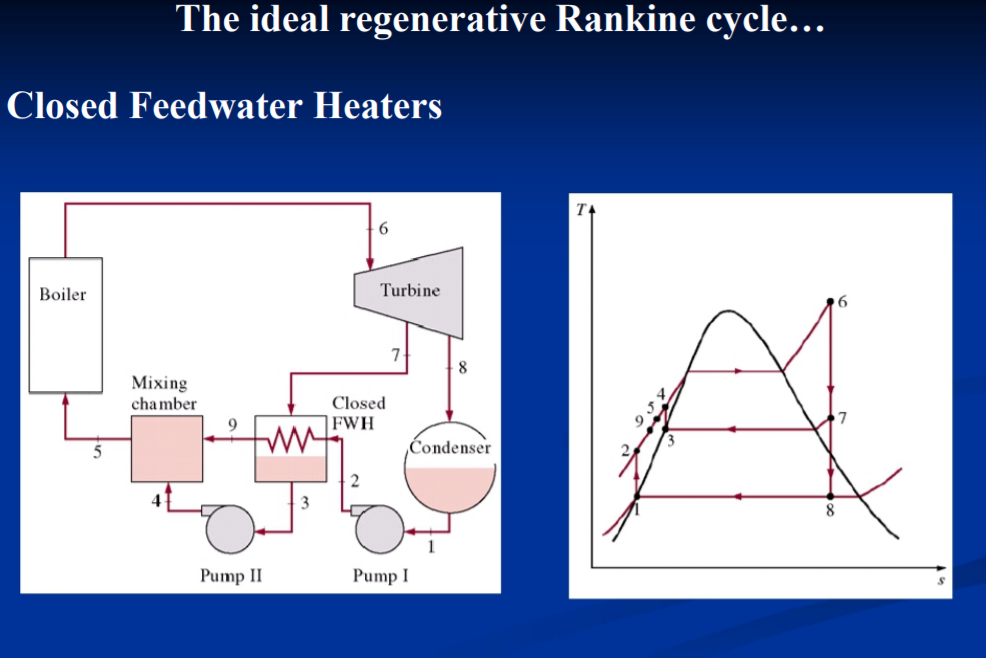 The ideal regenerative Rankine cycle…
Closed Feedwater Heaters
6
Boiler
Turbine
7
8
Mixing
chamber
Closed
FWH
9
Condenser
5
4
3
2
1
Pump II
Pump I
T
6
4
5
9
7
3
2
1
8
s